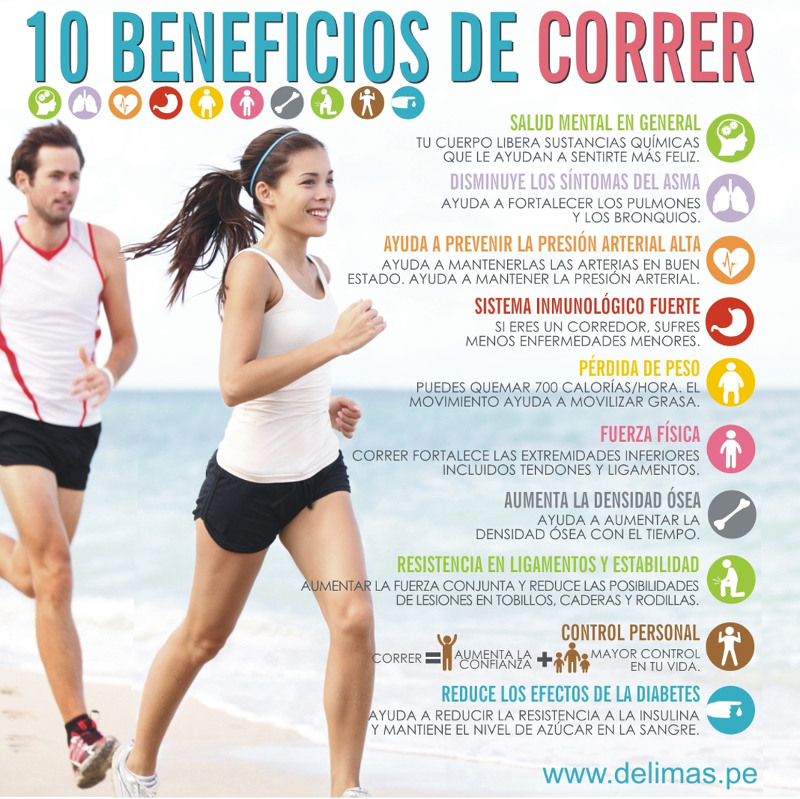 10 BENEFICIOS DE CORRER
SALUD MENTAL EN GENERAL
TU CUERPO LIBERA SUSTANCIAS QUÍMICAS
QUE LE AYUDAN A SENTIRTE MÁS FELIZ.
DISMINUYE LOS SÍNTOMAS DEL ASMA
AYUDA A FORTALECER LOS PULMONES
Y LOS BRONQUIOS.
AYUDA A PREVENIR LA PRESIÓN ARTERIAL ALTA
AYUDA A MANTENERLAS LAS ARTERIAS EN BUEN
ESTADO. AYUDA A MANTENER LA PRESIÓN ARTERIAL.
SISTEMA INMUNOLÓGICO FUERTE
SI ERES UN CORREDOR, SUFRES
MENOS ENFERMEDADES MENORES.
PÉRDIDA DE PESO
PUEDES QUEMAR 700 CALORÍAS/HORA. EL
MOVIMIENTO AYUDA A MOVILIZAR GRASA.
FUERZA FÍSICA
CORRER FORTALECE LAS EXTREMIDADES INFERIORES
INCLUIDOS TENDONES Y LIGAMENTOS.
AUMENTA LA DENSIDAD ÓSEA
AYUDA A AUMENTAR LA
DENSIDAD ÓSEA CON EL TIEMPO.
RESISTENCIA EN LIGAMENTOS Y ESTABILIDAD
AUMENTAR LA FUERZA CONJUNTA Y REDUCE LAS POSIBILIDADES
DE LESIONES EN TOBILLOS, CADERAS Y RODILLAS.
CONTROL PERSONAL
CORRER = AUMENTA LA CONFIANZA + MAYOR CONTROL
EN TU VIDA.
REDUCE LOS EFECTOS DE LA DIABETES
AYUDA A REDUCIR LA RESISTENCIA A LA INSULINA
Y MANTIENE EL NIVEL DE AZÚCAR EN LA SANGRE.
www.delimas.pe